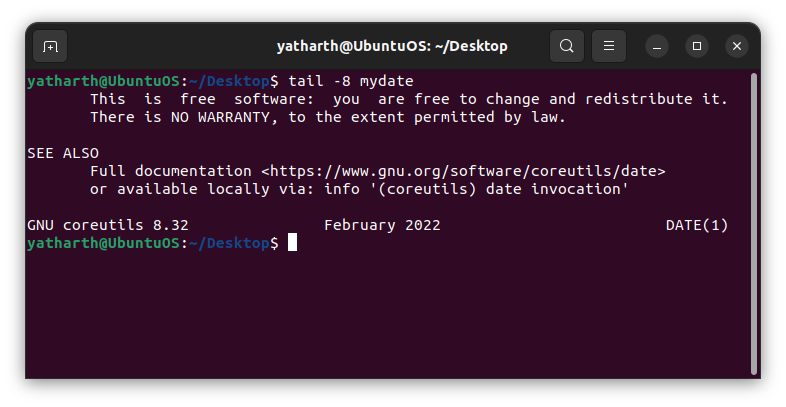 yatharth@UbuntuOS: ~/Desktop
yatharth@UbuntuOS:~/Desktop$ tail -8 mydate
       This  is  free  software:  you  are free to change and redistribute it.
       There is NO WARRANTY, to the extent permitted by law.

SEE ALSO
       Full documentation <https://www.gnu.org/software/coreutils/date>
       or available locally via: info '(coreutils) date invocation'

GNU coreutils 8.32               February 2022                         DATE(1)
yatharth@UbuntuOS:~/Desktop$